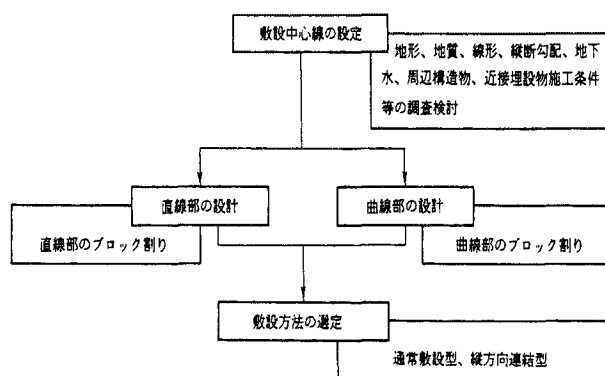 敷設中心線の設定
地形、地質、線形、縦断勾配、地下
水、周辺構造物、近接埋設物施工条件
等の調査検討
直線部の設計
曲線部の設計
直線部のブロック割り
曲線部のブロック割り
敷設方法の選定
通常敷設型、縦方向連結型